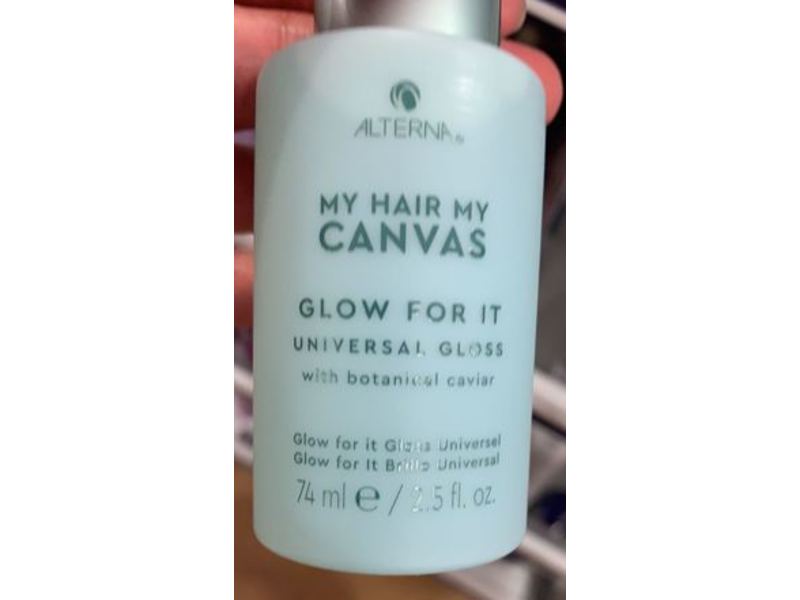 ALTERNA®
MY HAIR MY
CANVAS
GLOW FOR IT
UNIVERSAL GLOSS
with botanical caviar
Glow for it Gloss Universel
Glow for It Brillo Universal
74 ml ℮ / 2.5 fl. oz.